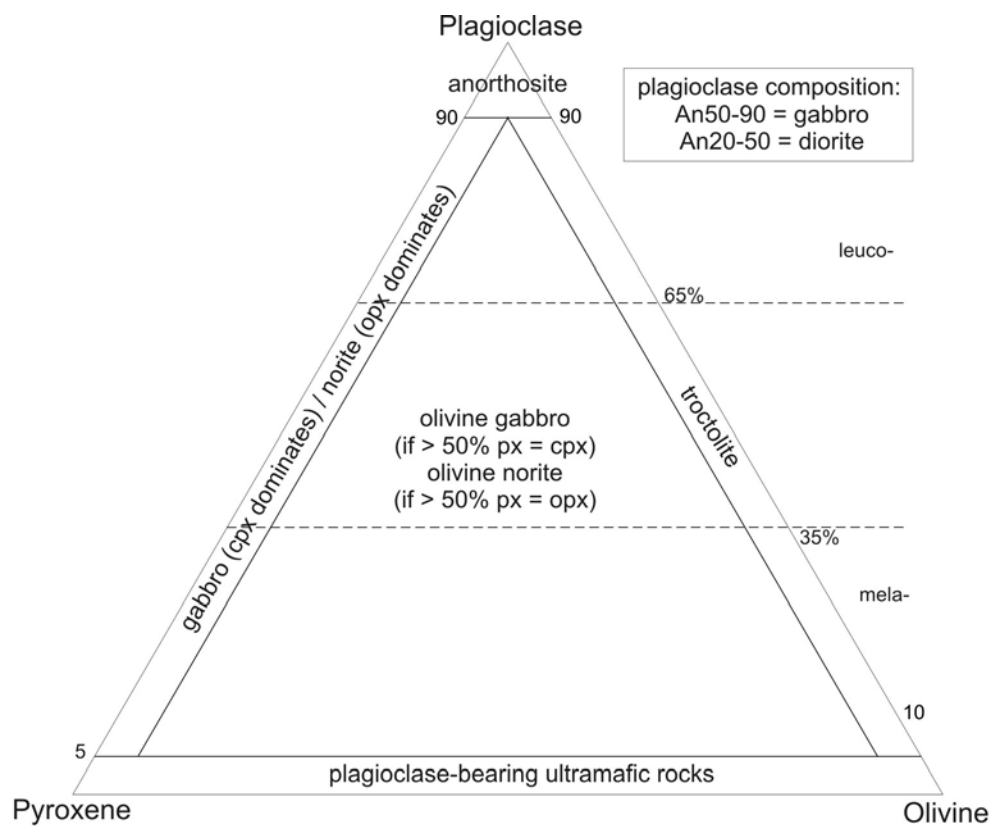 Plagioclase
anorthosite
90
90
plagioclase composition:
An50-90 = gabbro
An20-50 = diorite
leuco-
65%
gabbro (cpx dominates) / norite (opx dominates)
troctolite
olivine gabbro
(if > 50% px = cpx)
olivine norite
(if > 50% px = opx)
35%
mela-
10
5
plagioclase-bearing ultramafic rocks
Pyroxene
Olivine